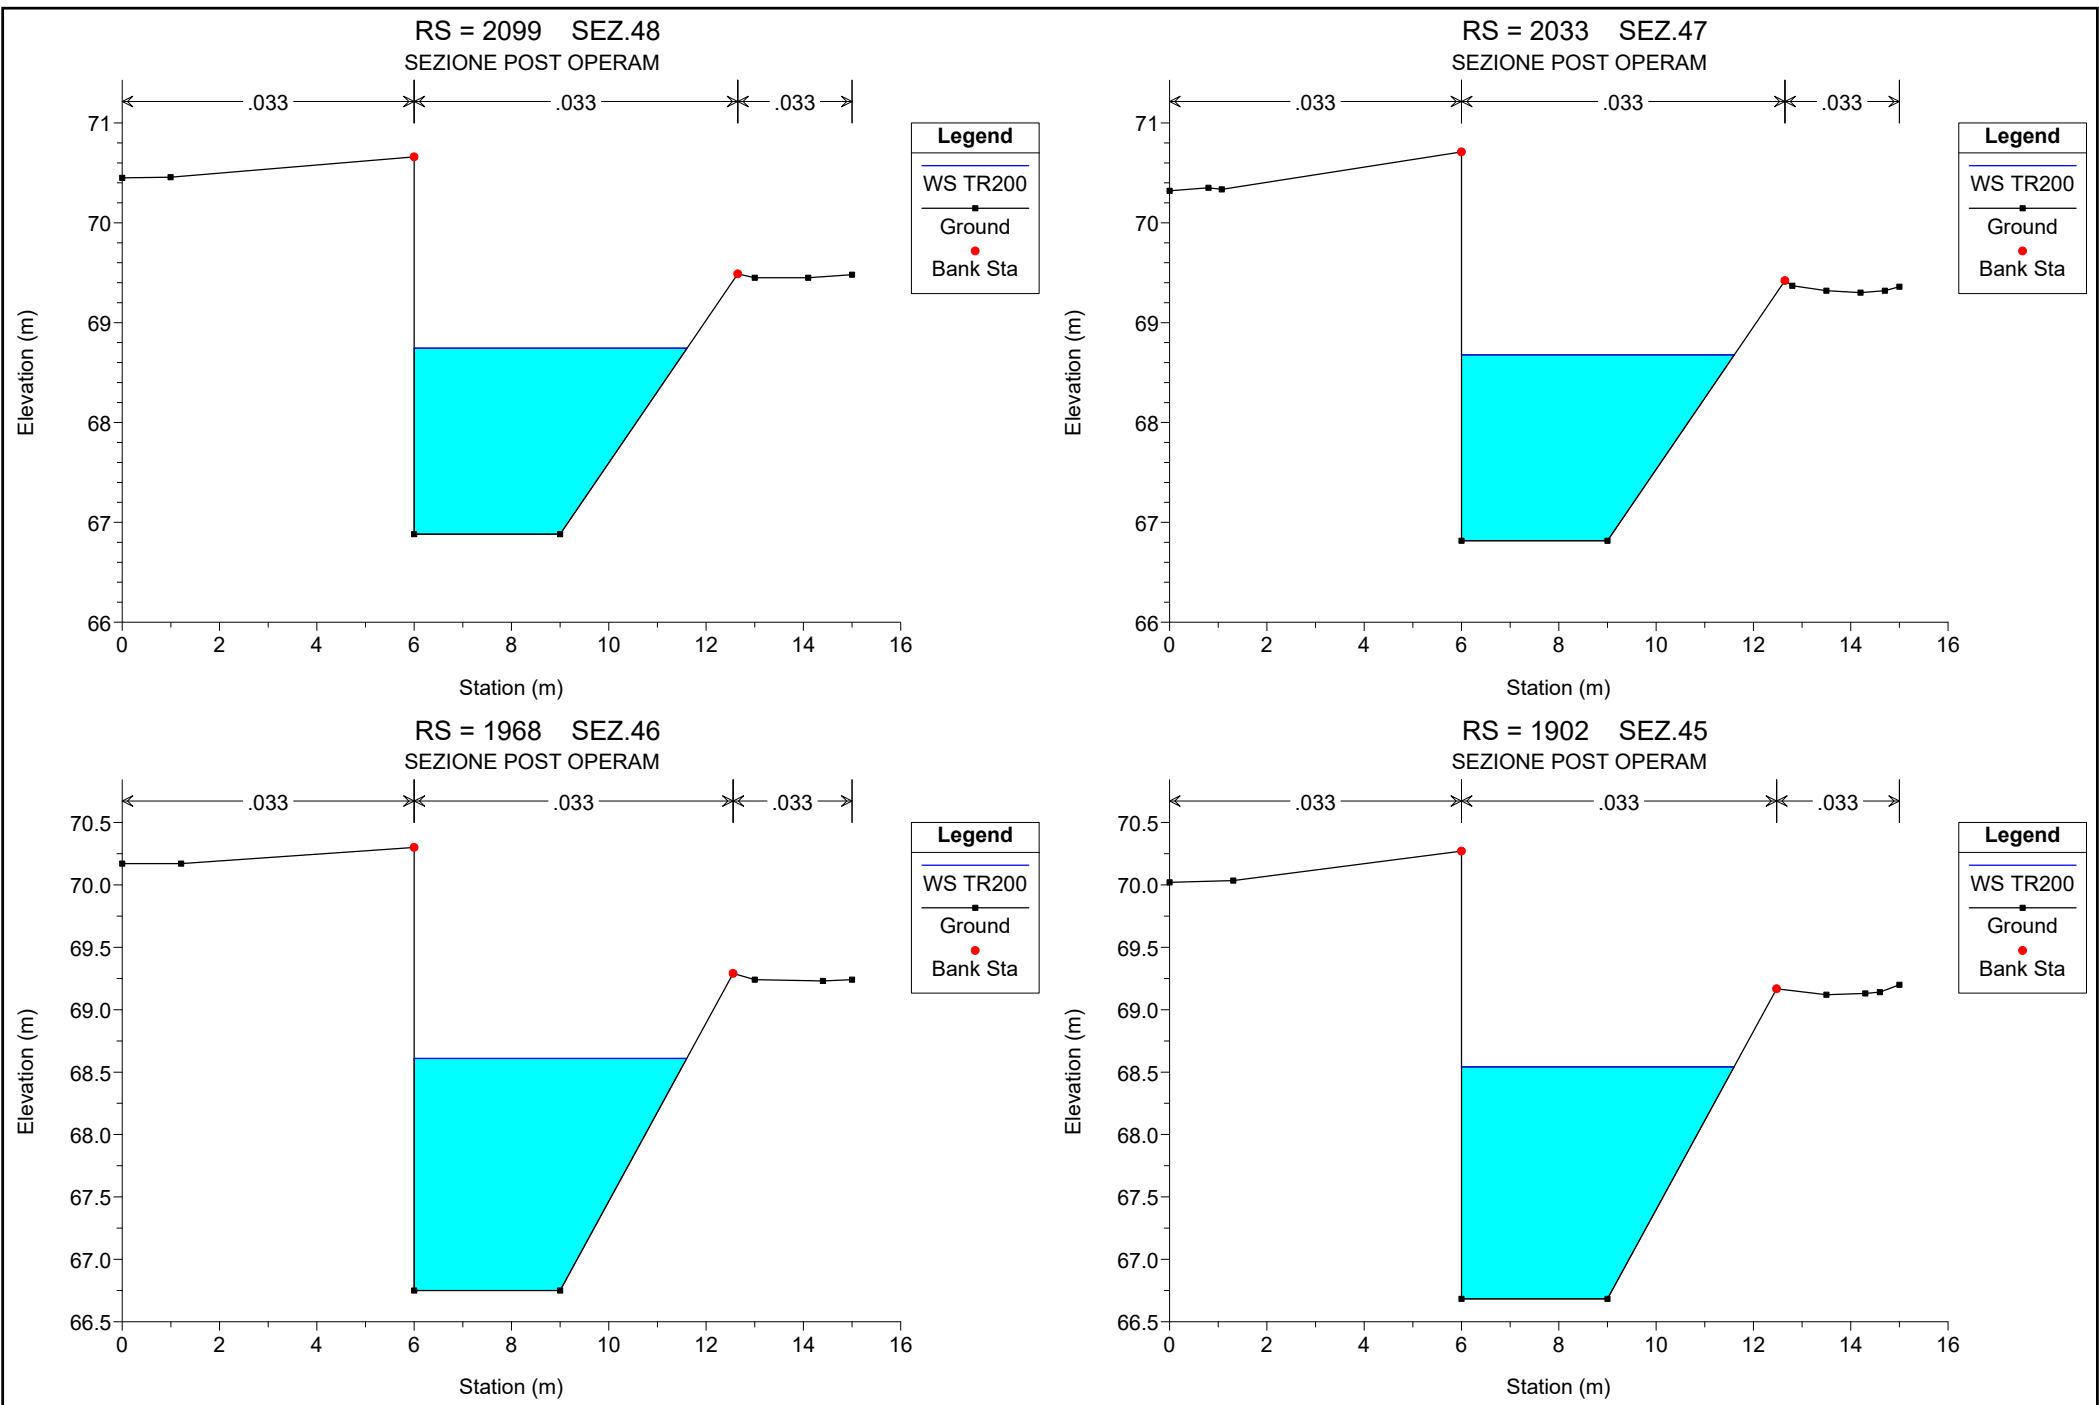 RS = 2099 SEZ.48
SEZIONE POST OPERAM
.033 .033 .033
71
70
69
68
67
66
0 2 4 6 8 10 12 14 16
Station (m)
Elevation (m)
Legend
WS TR200
Ground
Bank Sta
RS = 2033 SEZ.47
SEZIONE POST OPERAM
.033 .033 .033
71
70
69
68
67
66
0 2 4 6 8 10 12 14 16
Station (m)
Elevation (m)
Legend
WS TR200
Ground
Bank Sta
RS = 1968 SEZ.46
SEZIONE POST OPERAM
.033 .033 .033
70.5
70.0
69.5
69.0
68.5
68.0
67.5
67.0
66.5
0 2 4 6 8 10 12 14 16
Station (m)
Elevation (m)
Legend
WS TR200
Ground
Bank Sta
RS = 1902 SEZ.45
SEZIONE POST OPERAM
.033 .033 .033
70.5
70.0
69.5
69.0
68.5
68.0
67.5
67.0
66.5
0 2 4 6 8 10 12 14 16
Station (m)
Elevation (m)
Legend
WS TR200
Ground
Bank Sta